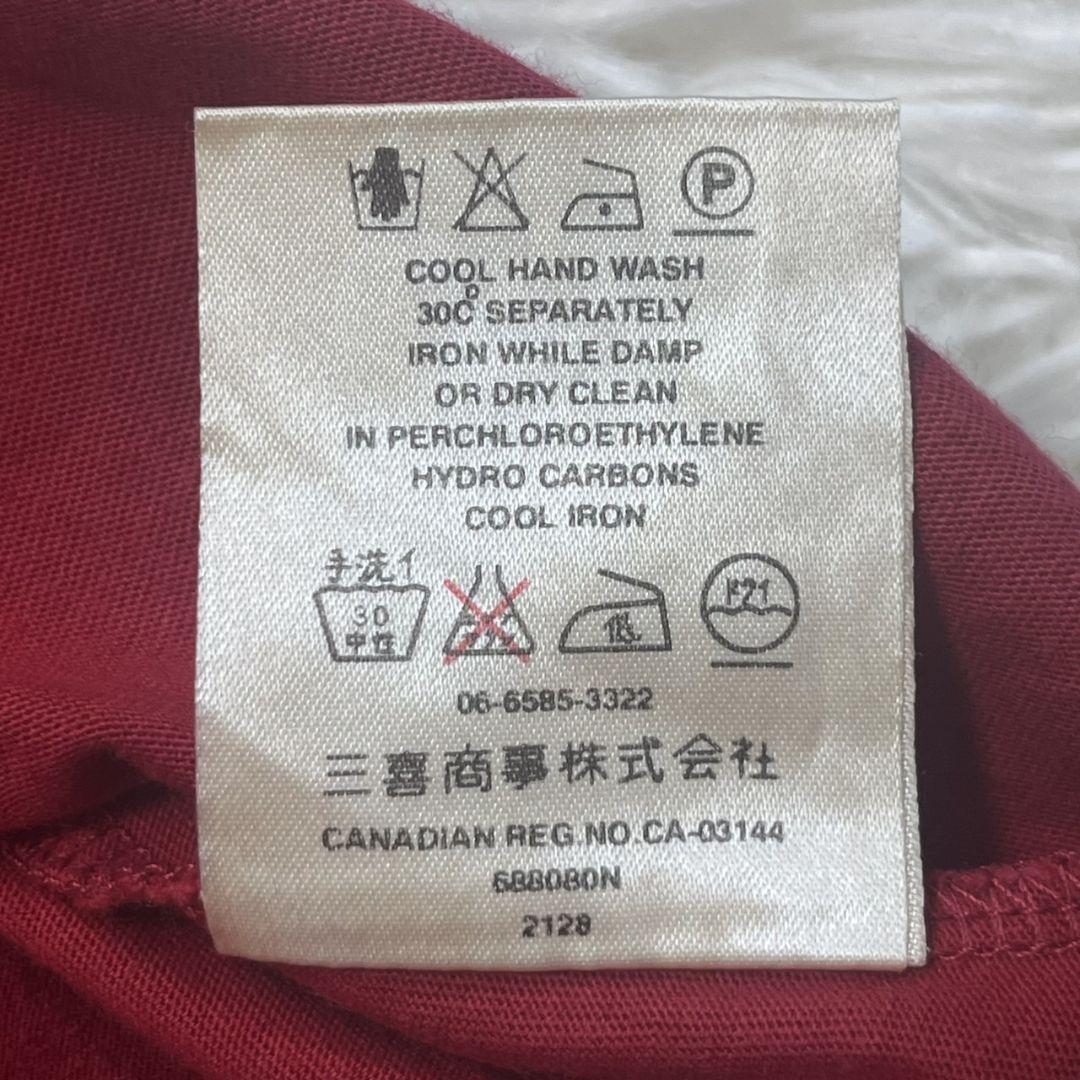 P
COOL HAND WASH
30C° SEPARATELY
IRON WHILE DAMP
OR DRY CLEAN
IN PERCHLOROETHYLENE
HYDRO CARBONS
COOL IRON
手洗イ
30
中性
低
ドライ
06-6585-3322
三喜商事株式会社
CANADIAN REG.NO.CA-03144
688080N
2128